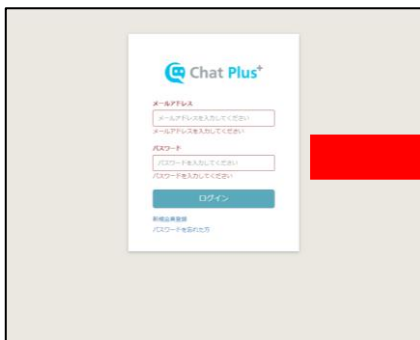 Chat Plus+
メールアドレス
メールアドレスを入力してください
メールアドレスを入力してください
パスワード
パスワードを入力してください
パスワードを入力してください
ログイン
新規会員登録
パスワードを忘れた方